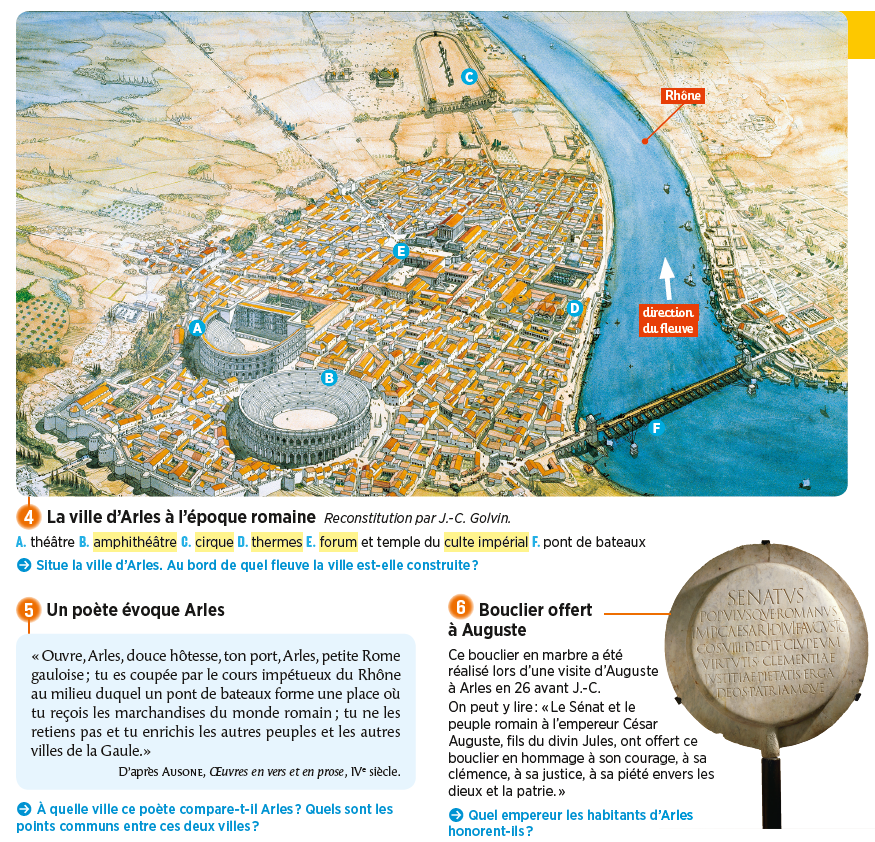 C
Rhône
E
direction
du fleuve
D
A
B
F
4 La ville d'Arles à l'époque romaine Reconstitution par J.-C. Golvin.
A. théâtre B. amphithéâtre C. cirque D. thermes E. forum et temple du culte impérial F. pont de bateaux
➔ Situe la ville d'Arles. Au bord de quel fleuve la ville est-elle construite ?
5 Un poète évoque Arles
« Ouvre, Arles, douce hôtesse, ton port, Arles, petite Rome
gauloise ; tu es coupée par le cours impétueux du Rhône
au milieu duquel un pont de bateaux forme une place où
tu reçois les marchandises du monde romain ; tu ne les
retiens pas et tu enrichis les autres peuples et les autres
villes de la Gaule. »
D'après Ausone, Œuvres en vers et en prose, IVe siècle.
➔ À quelle ville ce poète compare-t-il Arles ? Quels sont les
points communs entre ces deux villes ?
6 Bouclier offert
à Auguste
Ce bouclier en marbre a été
réalisé lors d'une visite d'Auguste
à Arles en 26 avant J.-C.
On peut y lire : « Le Sénat et le
peuple romain à l'empereur César
Auguste, fils du divin Jules, ont offert ce
bouclier en hommage à son courage, à sa
clémence, à sa justice, à sa piété envers les
dieux et la patrie. »
➔ Quel empereur les habitants d'Arles
honorent-ils ?
SENATVS
POPVLVSQVE ROMANVS
IMP CAESARI DIVI F AVGVSTO
COS VIII DEDIT CLVPEVM
VIRTVTIS CLEMENTIAE
IVSTITIAE PIETATIS ERGA
DEOS PATRIAMQVE